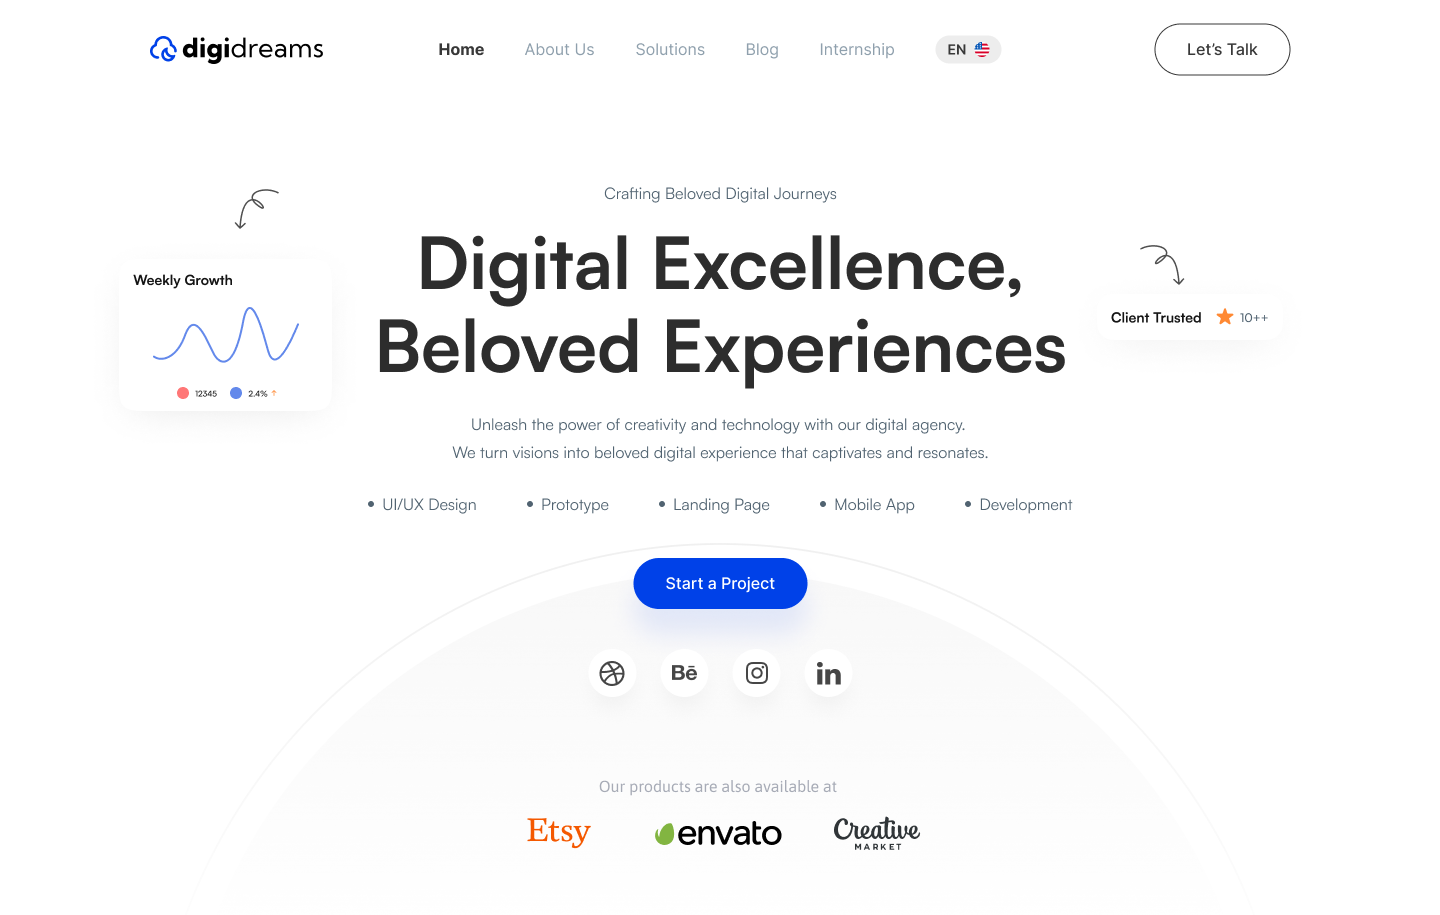 digidreams
Home
About Us
Solutions
Blog
Internship
EN
Let's Talk
Crafting Beloved Digital Journeys
Digital Excellence,
Beloved Experiences
Weekly Growth
12345
2.4%
Client Trusted
10++
Unleash the power of creativity and technology with our digital agency.
We turn visions into beloved digital experience that captivates and resonates.
• UI/UX Design
• Prototype
• Landing Page
• Mobile App
• Development
Start a Project
Bē
in
Our products are also available at
Etsy
envato
Creative
MARKET